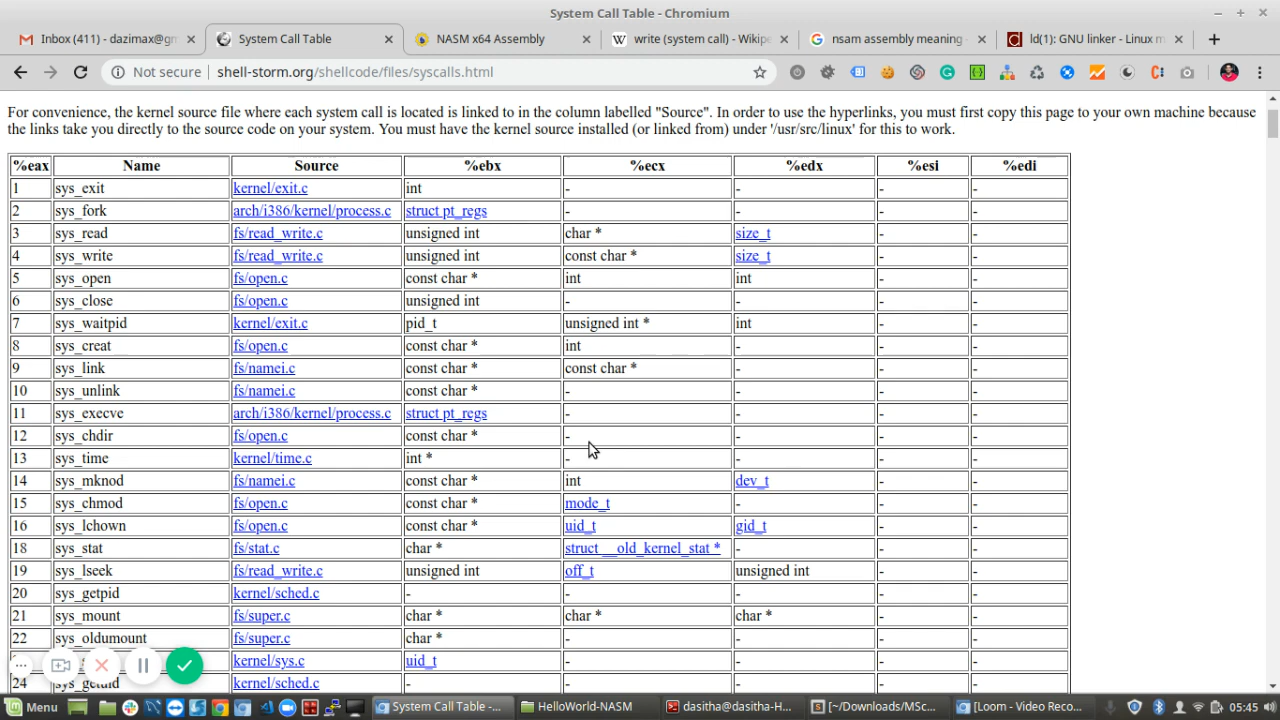 System Call Table - Chromium
Inbox (411) - dazimax@gm
System Call Table
NASM x64 Assembly
write (system call) - Wikipe
nsam assembly meaning -
ld(1): GNU linker - Linux m
Not secure | shell-storm.org/shellcode/files/syscalls.html
For convenience, the kernel source file where each system call is located is linked to in the column labelled "Source". In order to use the hyperlinks, you must first copy this page to your own machine because
the links take you directly to the source code on your system. You must have the kernel source installed (or linked from) under '/usr/src/linux' for this to work.
%eax Name Source %ebx %ecx %edx %esi %edi
1 sys_exit kernel/exit.c int - - - -
2 sys_fork arch/i386/kernel/process.c struct pt_regs - - - -
3 sys_read fs/read_write.c unsigned int char * size_t - -
4 sys_write fs/read_write.c unsigned int const char * size_t - -
5 sys_open fs/open.c const char * int int - -
6 sys_close fs/open.c unsigned int - - - -
7 sys_waitpid kernel/exit.c pid_t unsigned int * int - -
8 sys_creat fs/open.c const char * int - - -
9 sys_link fs/namei.c const char * const char * - - -
10 sys_unlink fs/namei.c const char * - - - -
11 sys_execve arch/i386/kernel/process.c struct pt_regs - - - -
12 sys_chdir fs/open.c const char * - - - -
13 sys_time kernel/time.c int * - - - -
14 sys_mknod fs/namei.c const char * int dev_t - -
15 sys_chmod fs/open.c const char * mode_t - - -
16 sys_lchown fs/open.c const char * uid_t gid_t - -
18 sys_stat fs/stat.c char * struct __old_kernel_stat * - - -
19 sys_lseek fs/read_write.c unsigned int off_t unsigned int - -
20 sys_getpid kernel/sched.c - - - - -
21 sys_mount fs/super.c char * char * char * - -
22 sys_oldumount fs/super.c char * - - - -
kernel/sys.c uid_t - - - -
24 sys_getuid kernel/sched.c - - - - -
Menu
System Call Table -...
HelloWorld-NASM
dasitha@dasitha-H...
[~/Downloads/MSc...
[Loom - Video Reco...
05:45